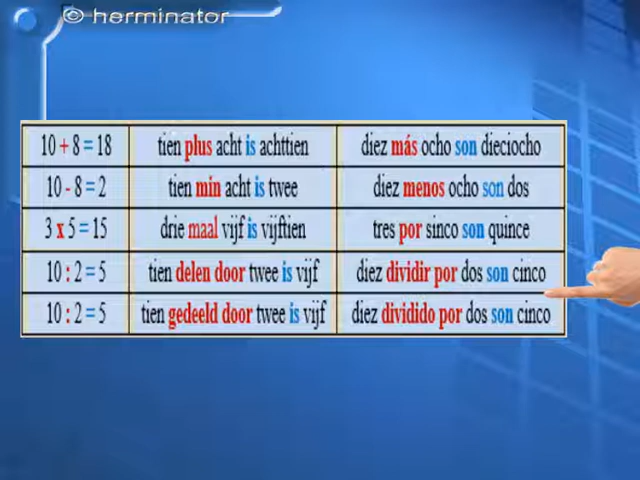 © herminator
10 + 8 = 18 tien plus acht is achttien diez más ocho son dieciocho
10 - 8 = 2 tien min acht is twee diez menos ocho son dos
3 x 5 = 15 drie maal vijf is vijftien tres por sinco son quince
10 : 2 = 5 tien delen door twee is vijf diez dividir por dos son cinco
10 : 2 = 5 tien gedeeld door twee is vijf diez dividido por dos son cinco